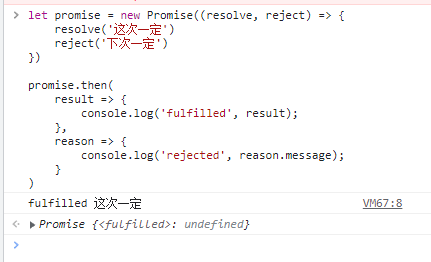 let promise = new Promise((resolve, reject) => {
    resolve('这次一定')
    reject('下次一定')
})

promise.then(
    result => {
        console.log('fulfilled', result);
    },
    reason => {
        console.log('rejected', reason.message);
    }
)
fulfilled 这次一定 VM67:8
Promise {<fulfilled>: undefined}